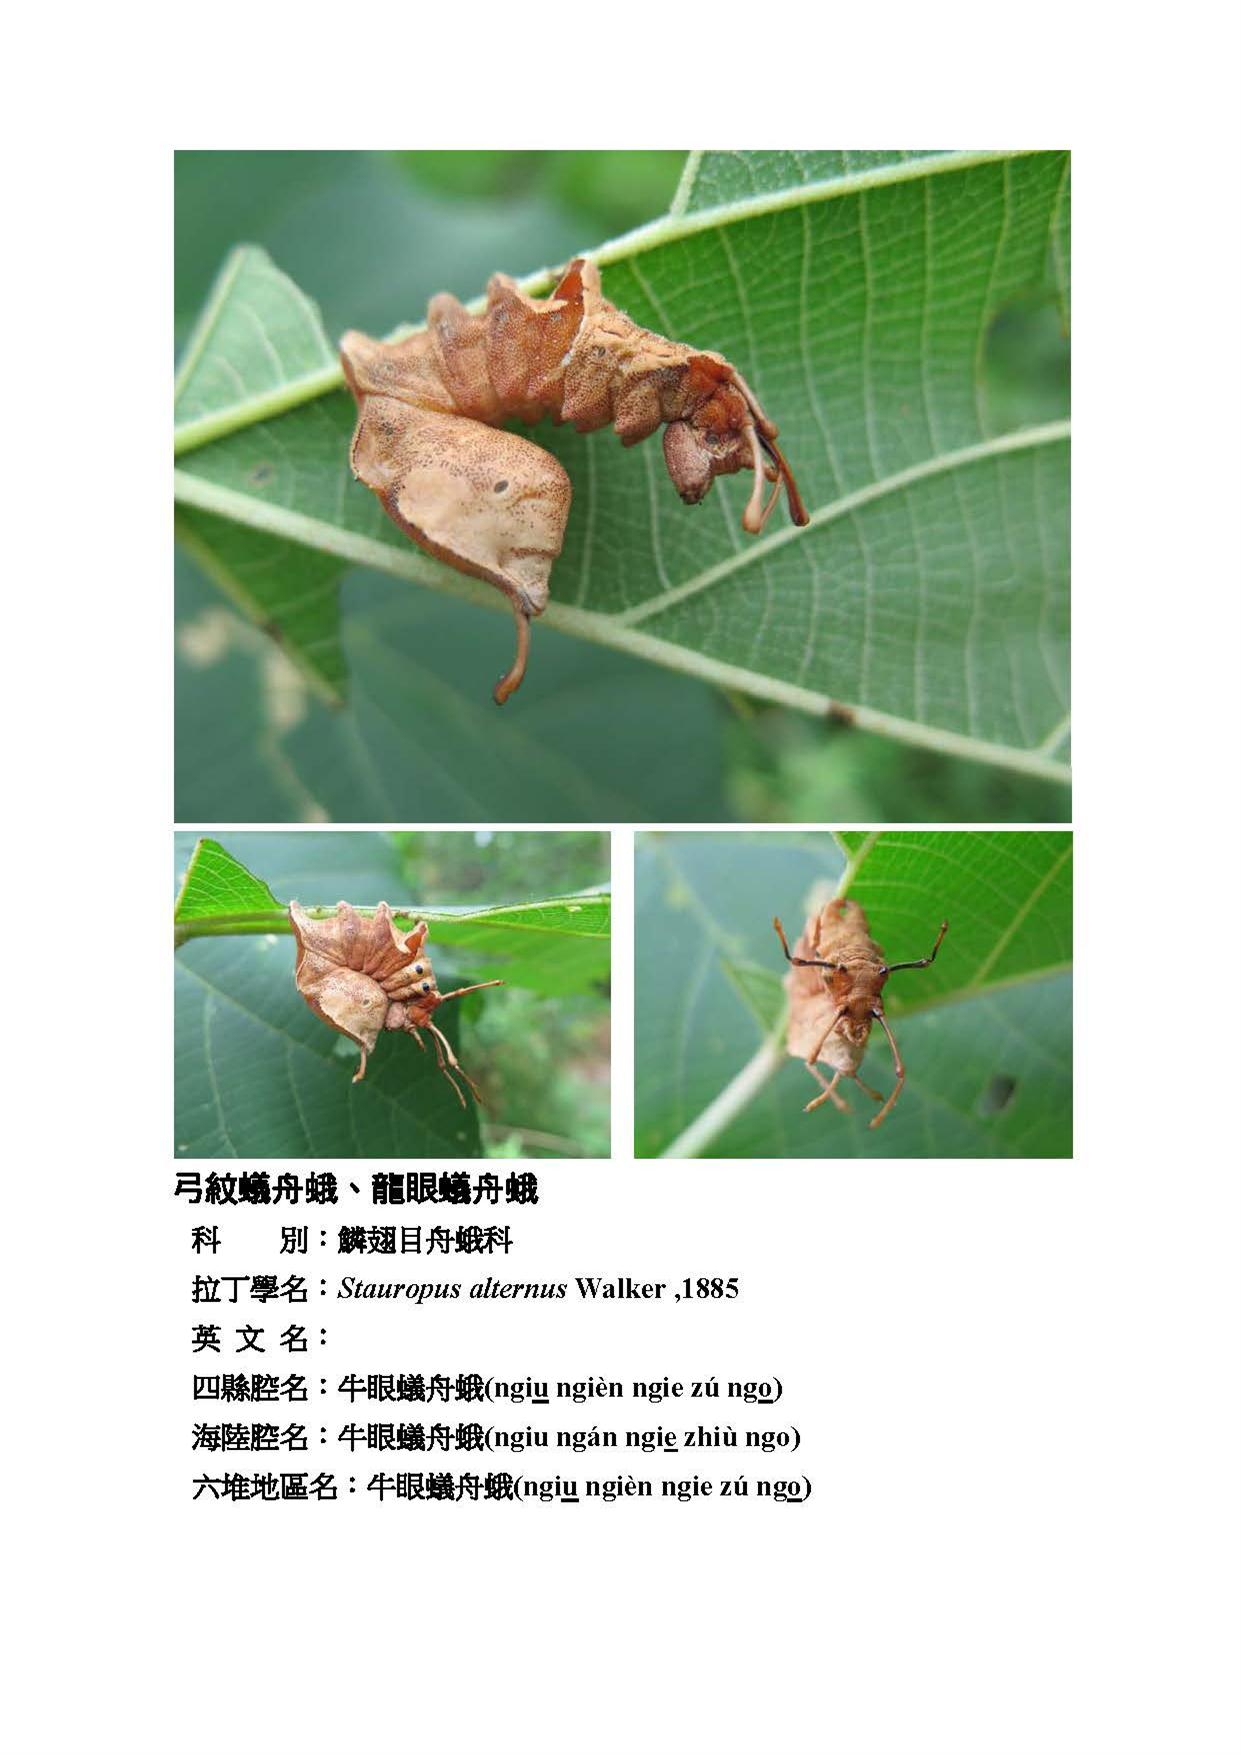 弓紋蟻舟蛾、龍眼蟻舟蛾
科　　別：鱗翅目舟蛾科
拉丁學名：Stauropus alternus Walker ,1885
英 文 名：
四縣腔名：牛眼蟻舟蛾(ngiu ngièn ngie zú ngo)
海陸腔名：牛眼蟻舟蛾(ngiu ngán ngie zhiù ngo)
六堆地區名：牛眼蟻舟蛾(ngiu ngièn ngie zú ngo)